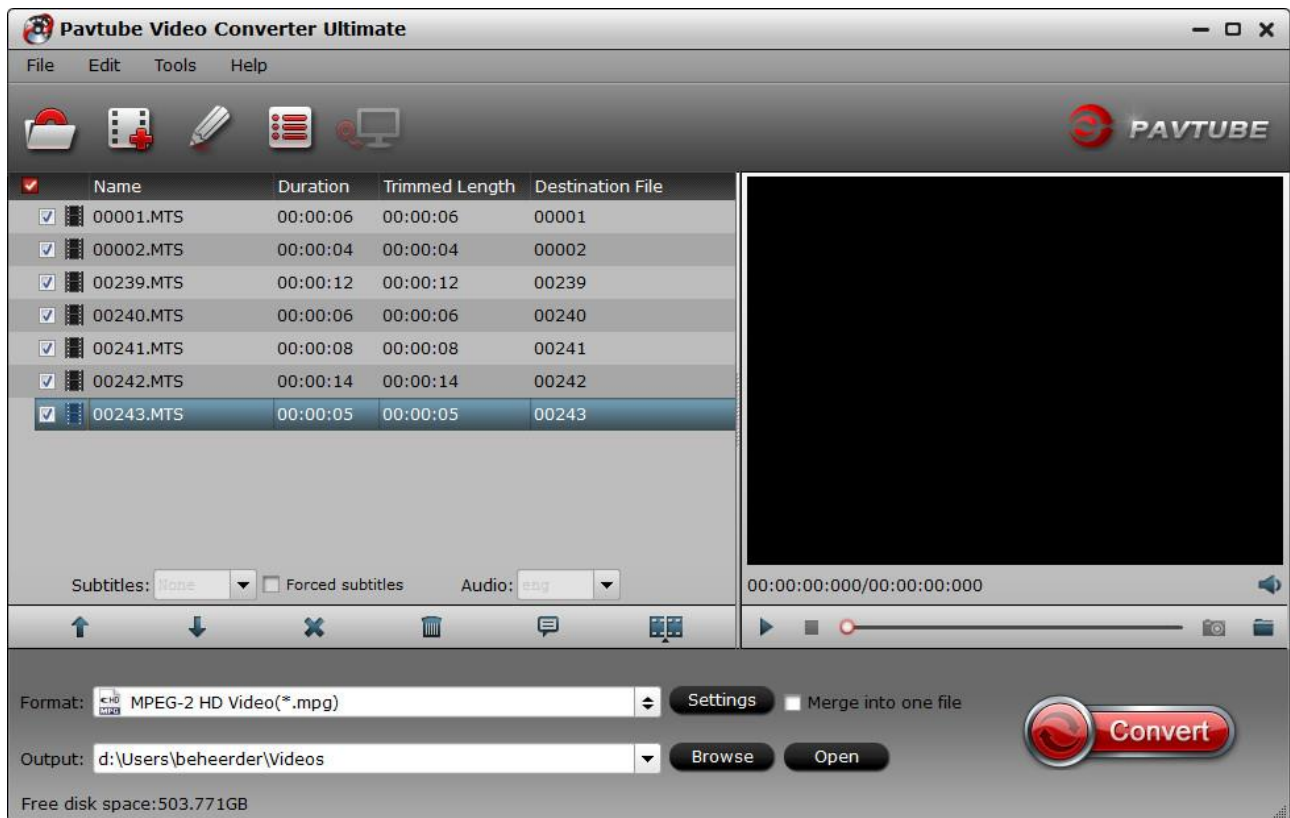 Pavtube Video Converter Ultimate
File Edit Tools Help
PAVTUBE
Name Duration Trimmed Length Destination File
00001.MTS 00:00:06 00:00:06 00001
00002.MTS 00:00:04 00:00:04 00002
00239.MTS 00:00:12 00:00:12 00239
00240.MTS 00:00:06 00:00:06 00240
00241.MTS 00:00:08 00:00:08 00241
00242.MTS 00:00:14 00:00:14 00242
00243.MTS 00:00:05 00:00:05 00243
Subtitles: None Forced subtitles Audio: eng 00:00:00:000/00:00:00:000
Format: HD MPG MPEG-2 HD Video(*.mpg) Settings Merge into one file
Convert
Output: d:\Users\beheerder\Videos Browse Open
Free disk space:503.771GB